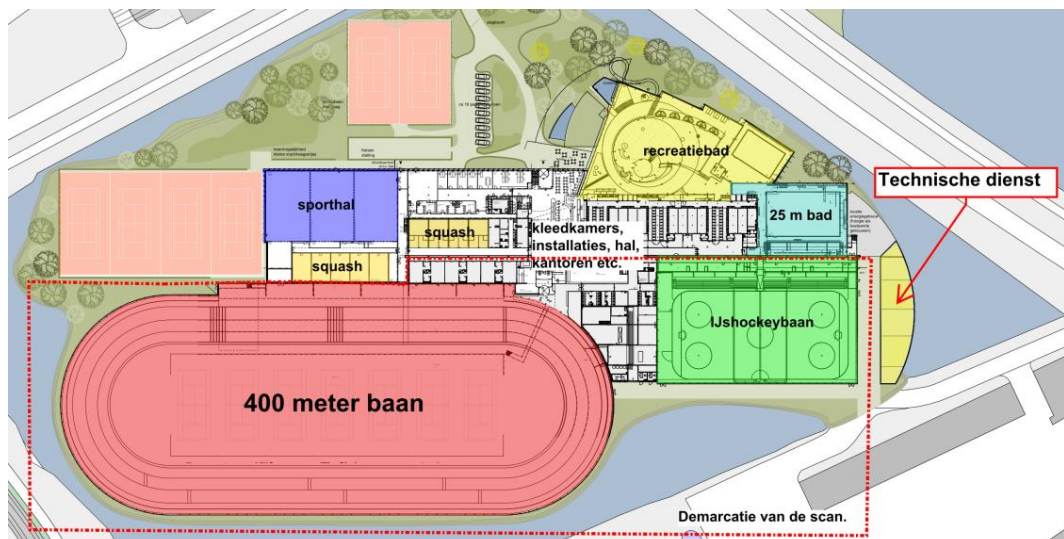 recreatiebad
Technische dienst
sporthal
25 m bad
squash
kleedkamers,
installaties, hal,
kantoren etc.
squash
IJshockeybaan
400 meter baan
Demarcatie van de scan.